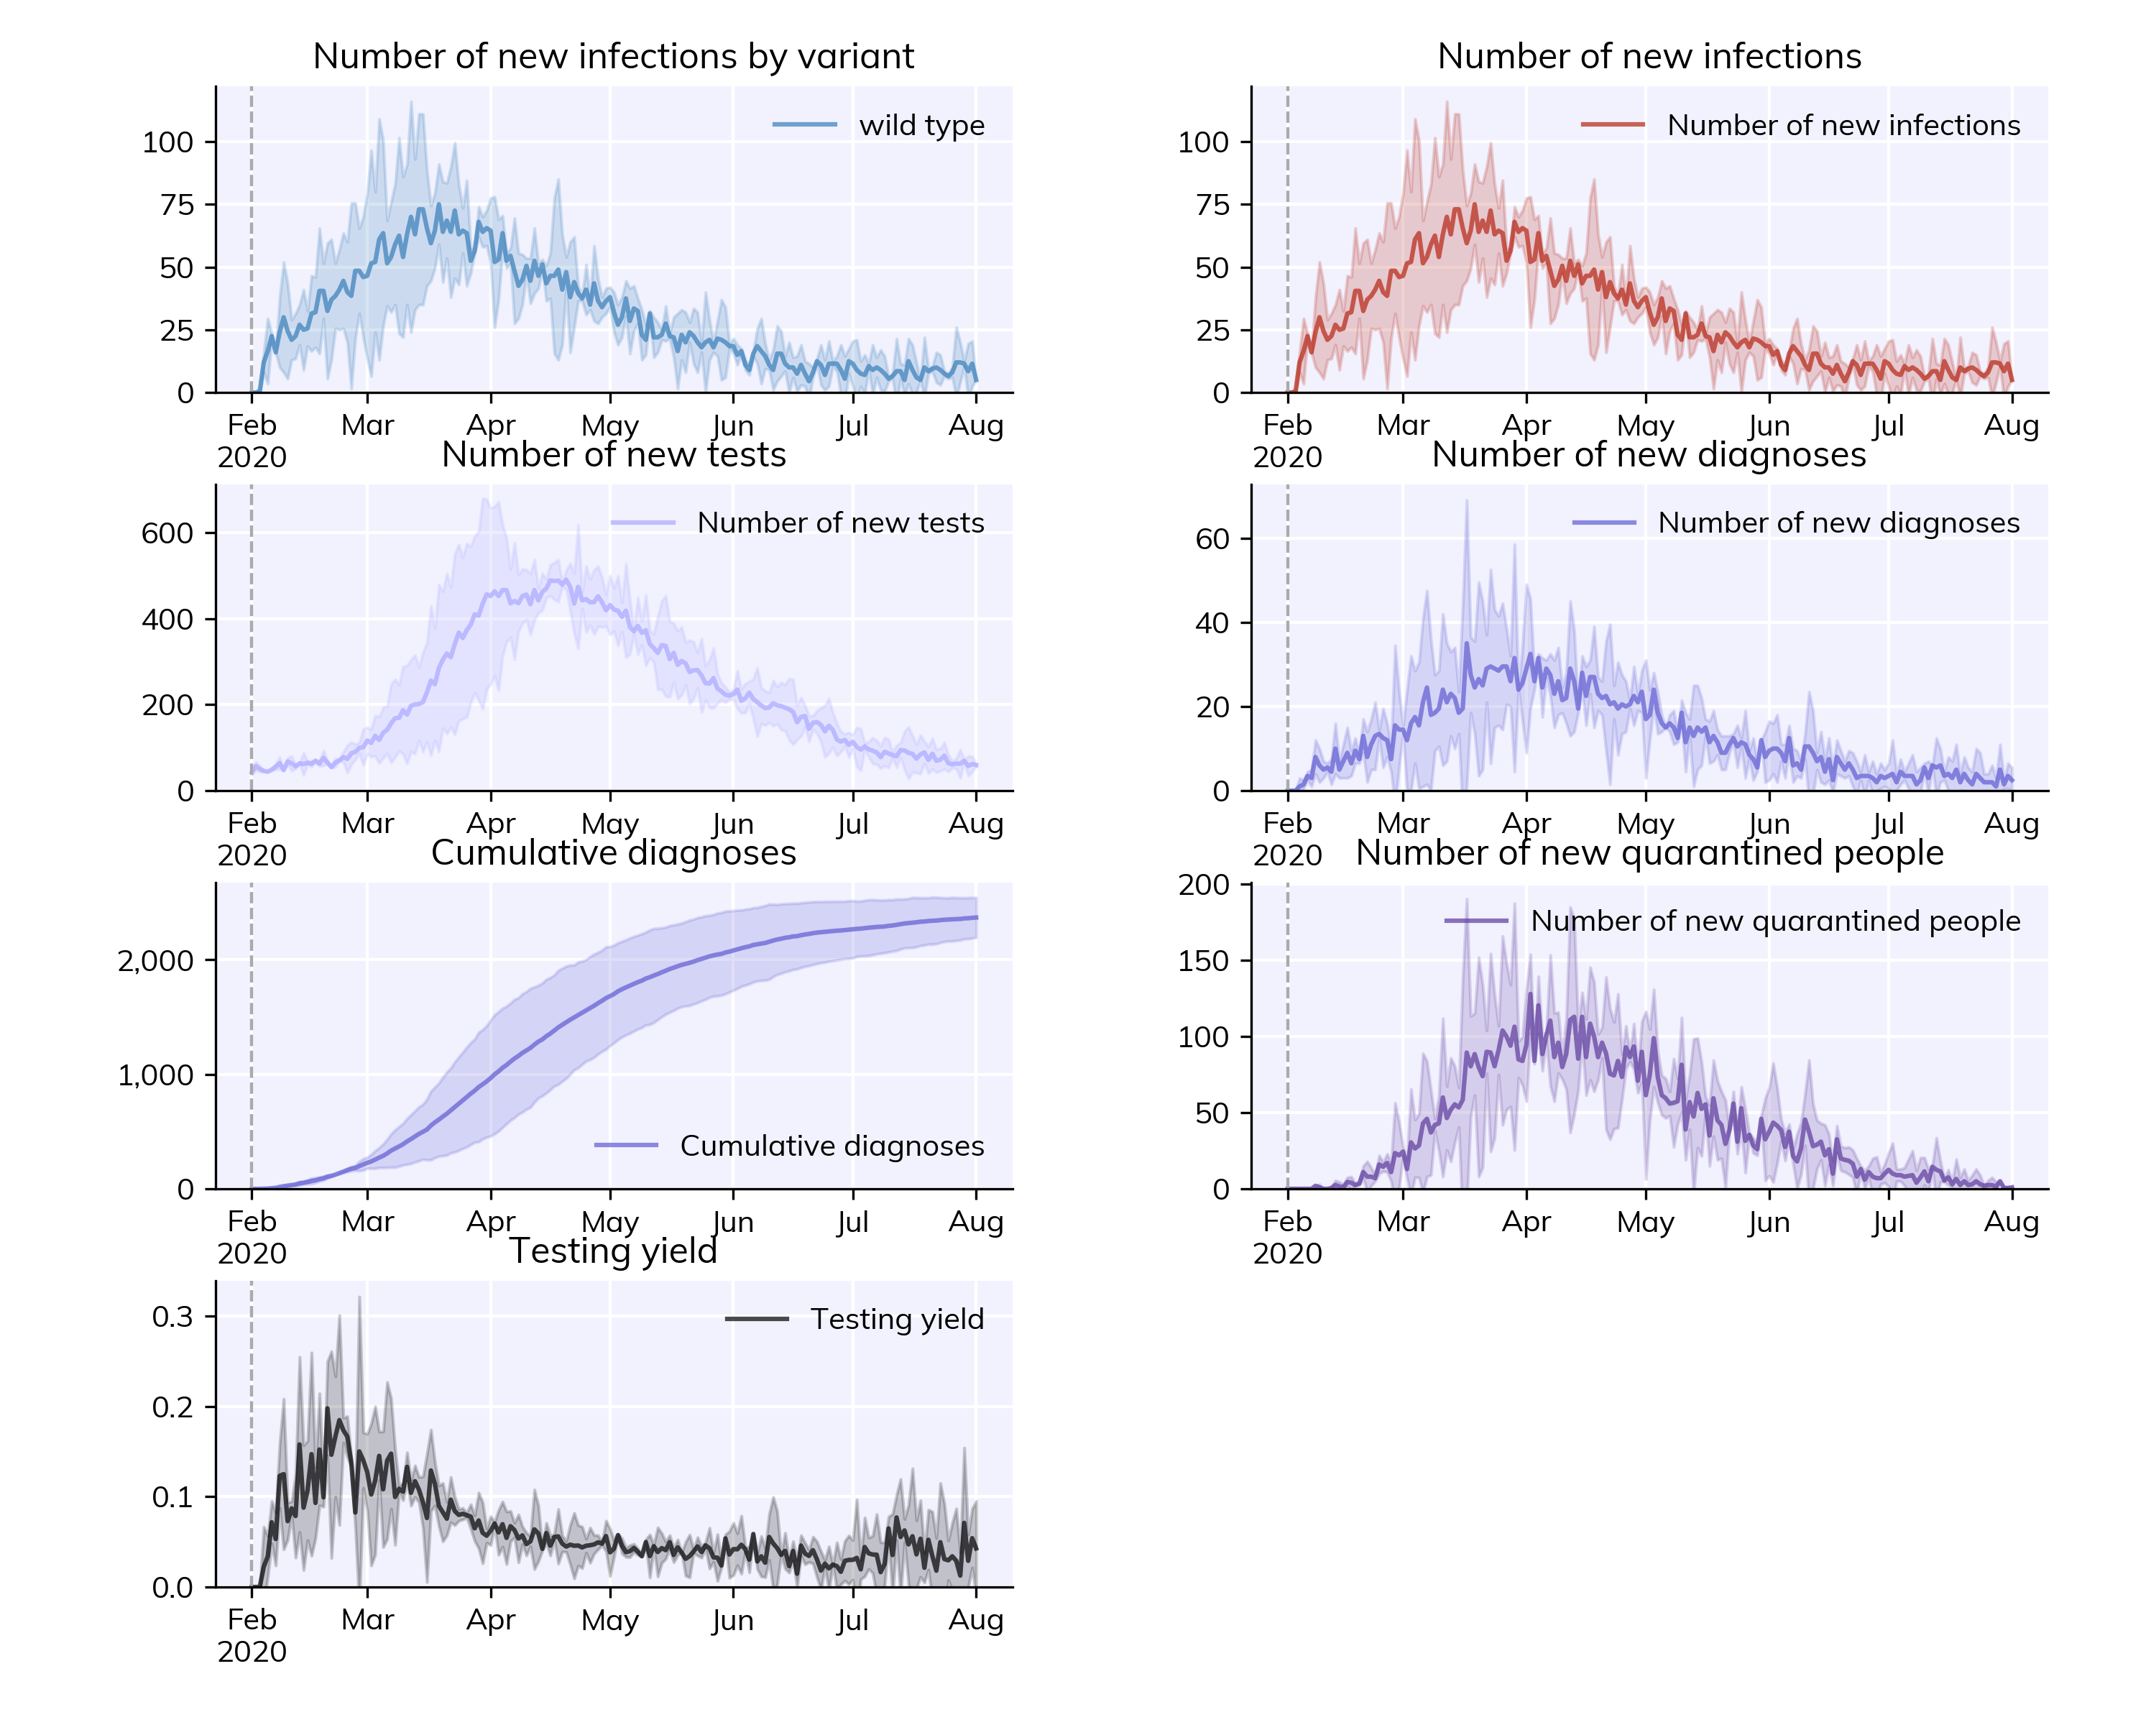 Number of new infections by variant
wild type
100
75
50
25
0
Feb Mar Apr May Jun Jul Aug
2020
Number of new infections
Number of new infections
100
75
50
25
0
Feb Mar Apr May Jun Jul Aug
2020
Number of new tests
Number of new tests
600
400
200
0
Feb Mar Apr May Jun Jul Aug
2020
Number of new diagnoses
Number of new diagnoses
60
40
20
0
Feb Mar Apr May Jun Jul Aug
2020
Cumulative diagnoses
2,000
1,000
Cumulative diagnoses
0
Feb Mar Apr May Jun Jul Aug
2020
Number of new quarantined people
200
Number of new quarantined people
150
100
50
0
Feb Mar Apr May Jun Jul Aug
2020
Testing yield
Testing yield
0.3
0.2
0.1
0.0
Feb Mar Apr May Jun Jul Aug
2020